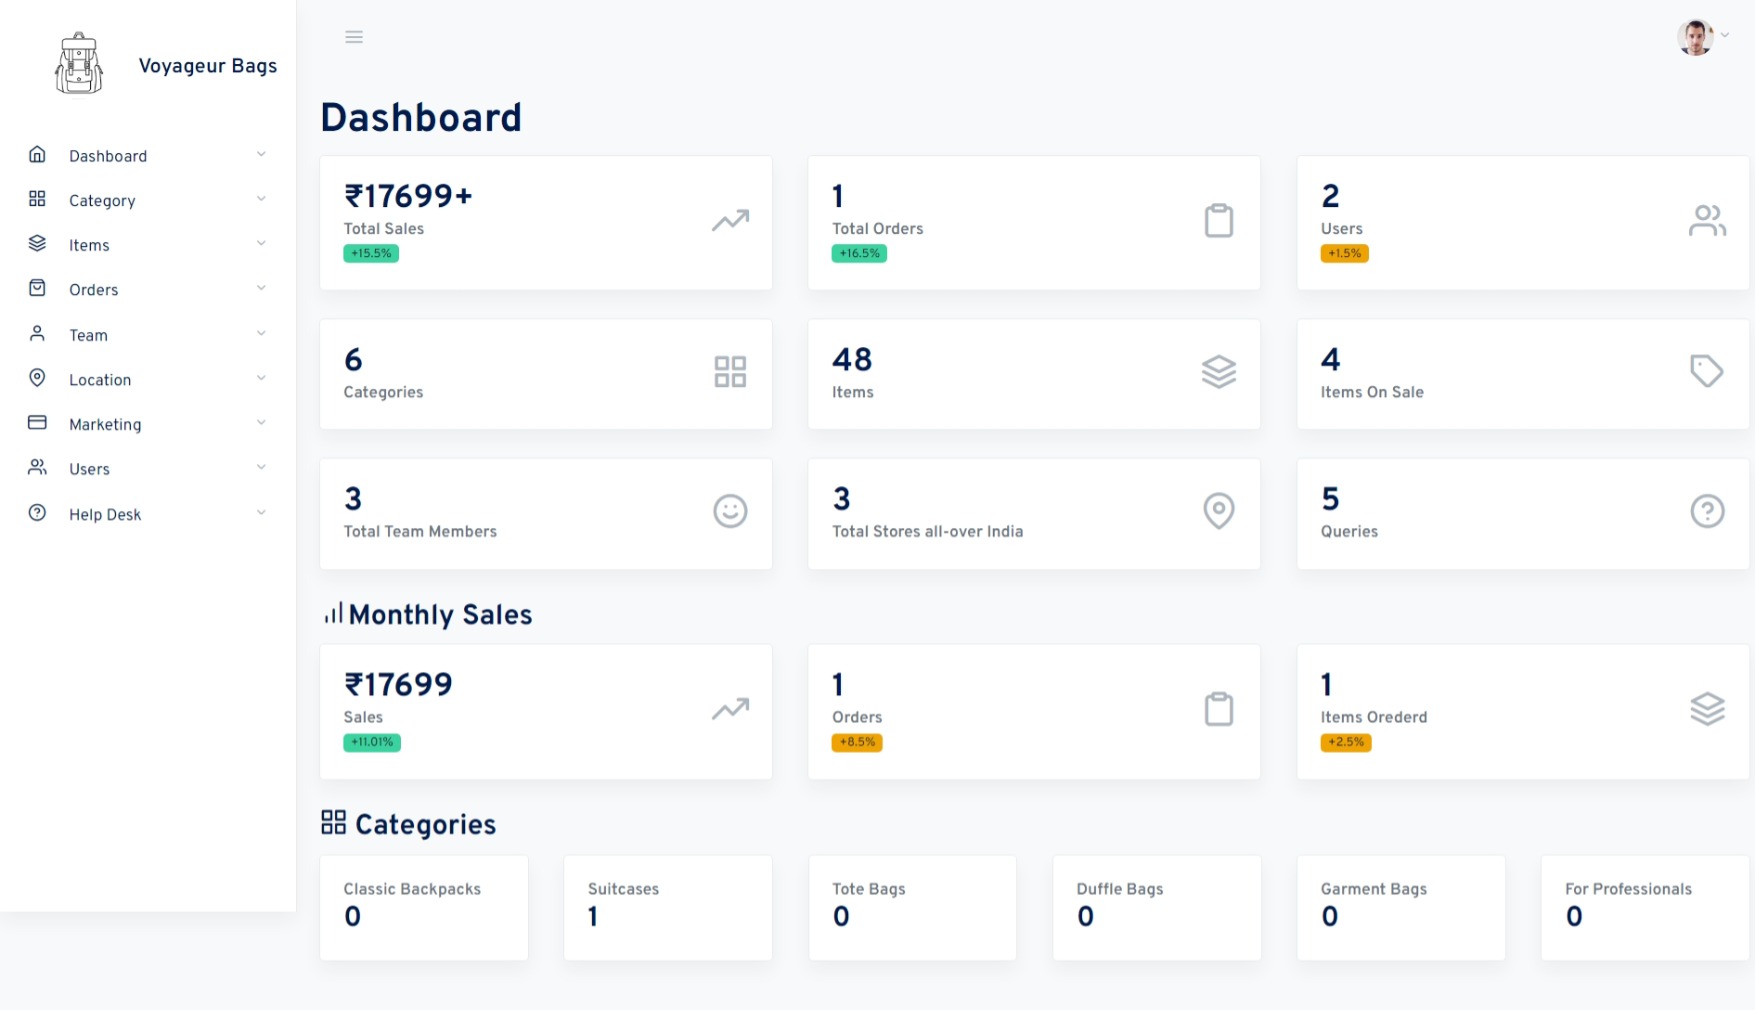 Voyageur Bags
Dashboard
Category
Items
Orders
Team
Location
Marketing
Users
Help Desk
Dashboard
₹17699+
Total Sales
+15.5%
1
Total Orders
+16.5%
2
Users
+1.5%
6
Categories
48
Items
4
Items On Sale
3
Total Team Members
3
Total Stores all-over India
5
Queries
Monthly Sales
₹17699
Sales
+11.01%
1
Orders
+8.5%
1
Items Orederd
+2.5%
Categories
Classic Backpacks
0
Suitcases
1
Tote Bags
0
Duffle Bags
0
Garment Bags
0
For Professionals
0